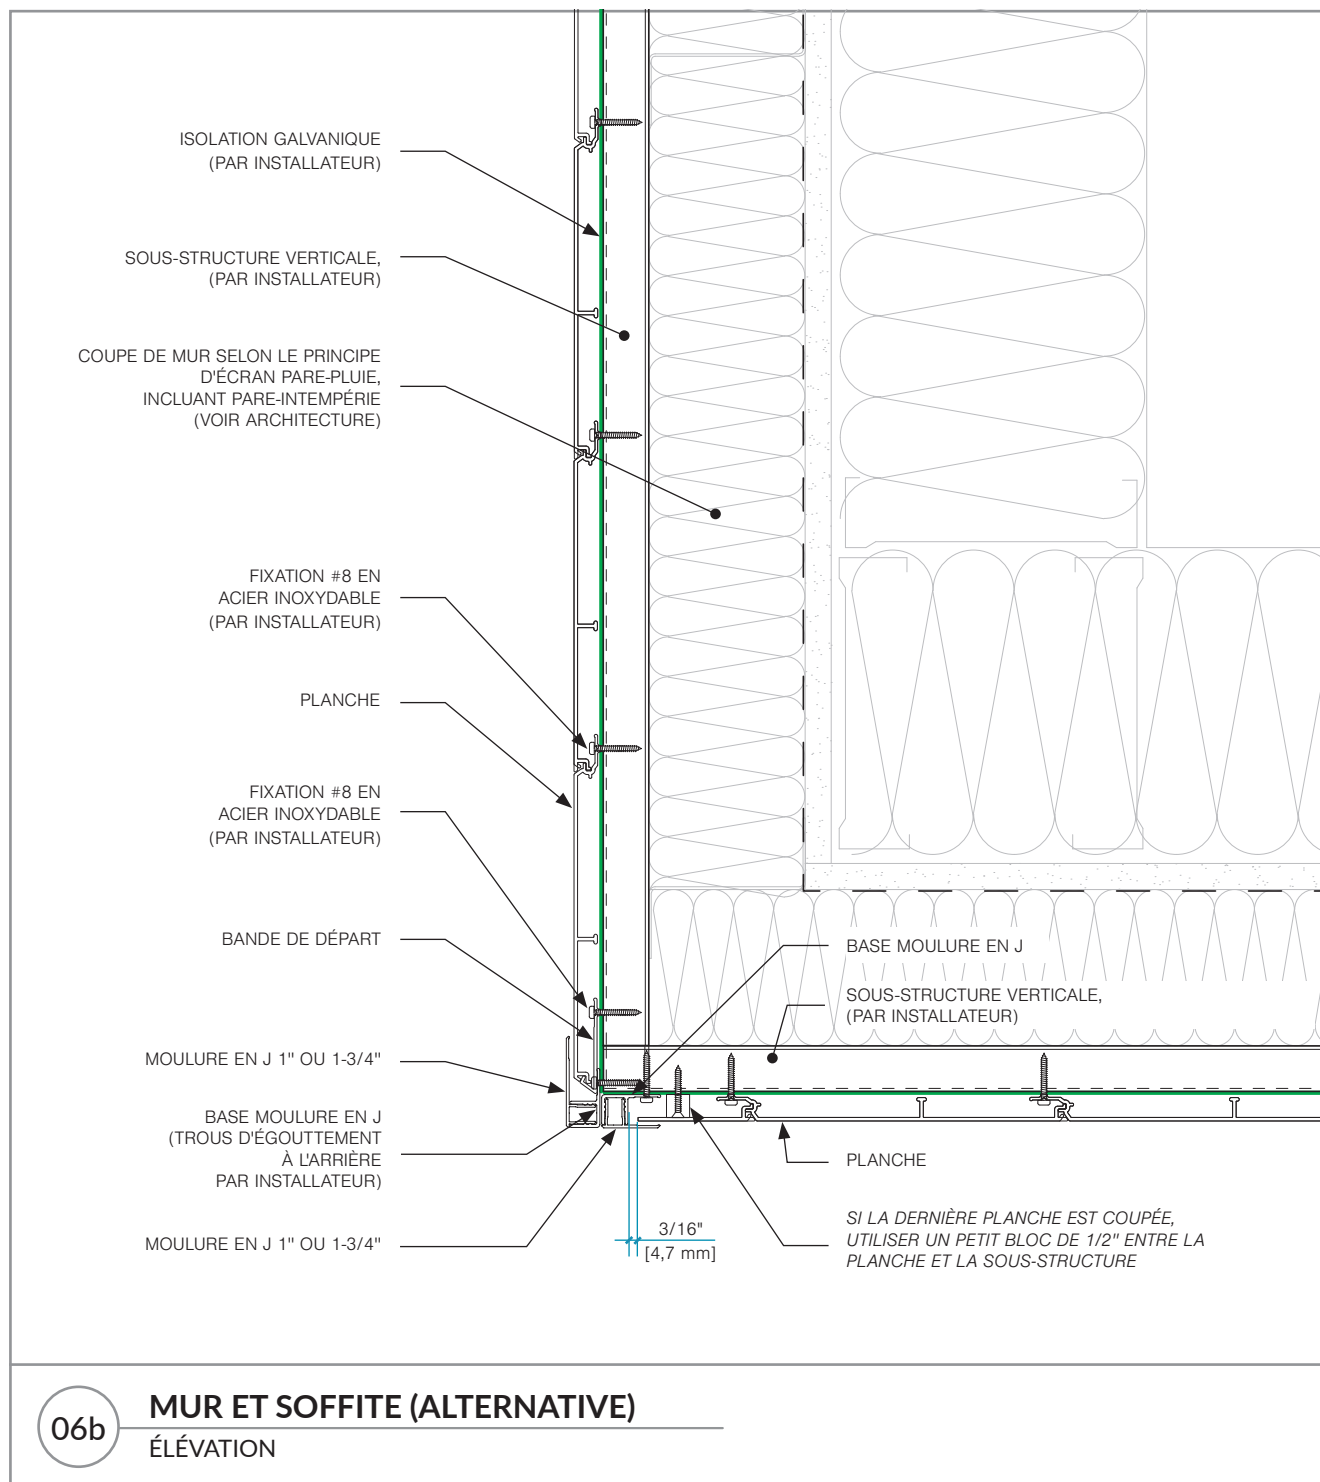 ISOLATION GALVANIQUE
(PAR INSTALLATEUR)
SOUS-STRUCTURE VERTICALE,
(PAR INSTALLATEUR)
COUPE DE MUR SELON LE PRINCIPE
D'ÉCRAN PARE-PLUIE,
INCLUANT PARE-INTEMPÉRIE
(VOIR ARCHITECTURE)
FIXATION #8 EN
ACIER INOXYDABLE
(PAR INSTALLATEUR)
PLANCHE
FIXATION #8 EN
ACIER INOXYDABLE
(PAR INSTALLATEUR)
BANDE DE DÉPART
MOULURE EN J 1" OU 1-3/4"
BASE MOULURE EN J
(TROUS D'ÉGOUTTEMENT
À L'ARRIÈRE
PAR INSTALLATEUR)
MOULURE EN J 1" OU 1-3/4"
BASE MOULURE EN J
SOUS-STRUCTURE VERTICALE,
(PAR INSTALLATEUR)
PLANCHE
SI LA DERNIÈRE PLANCHE EST COUPÉE,
UTILISER UN PETIT BLOC DE 1/2" ENTRE LA
PLANCHE ET LA SOUS-STRUCTURE
3/16"
[4,7 mm]
06b
MUR ET SOFFITE (ALTERNATIVE)
ÉLÉVATION